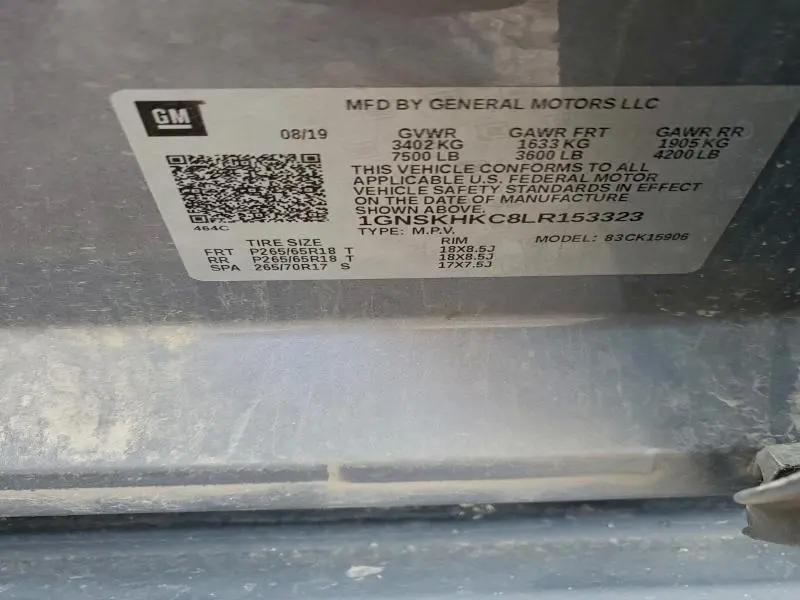 GM
MFD BY GENERAL MOTORS LLC
08/19 GVWR GAWR FRT GAWR RR
3402 KG 1633 KG 1905 KG
7500 LB 3600 LB 4200 LB
THIS VEHICLE CONFORMS TO ALL
APPLICABLE U.S. FEDERAL MOTOR
VEHICLE SAFETY STANDARDS IN EFFECT
ON THE DATE OF MANUFACTURE
SHOWN ABOVE.
1GNSKHKC8LR153323
464C
TYPE: M.P.V. MODEL: 83CK15906
TIRE SIZE RIM
FRT P265/65R18 T 18X8.5J
RR P265/65R18 T 18X8.5J
SPA 265/70R17 S 17X7.5J